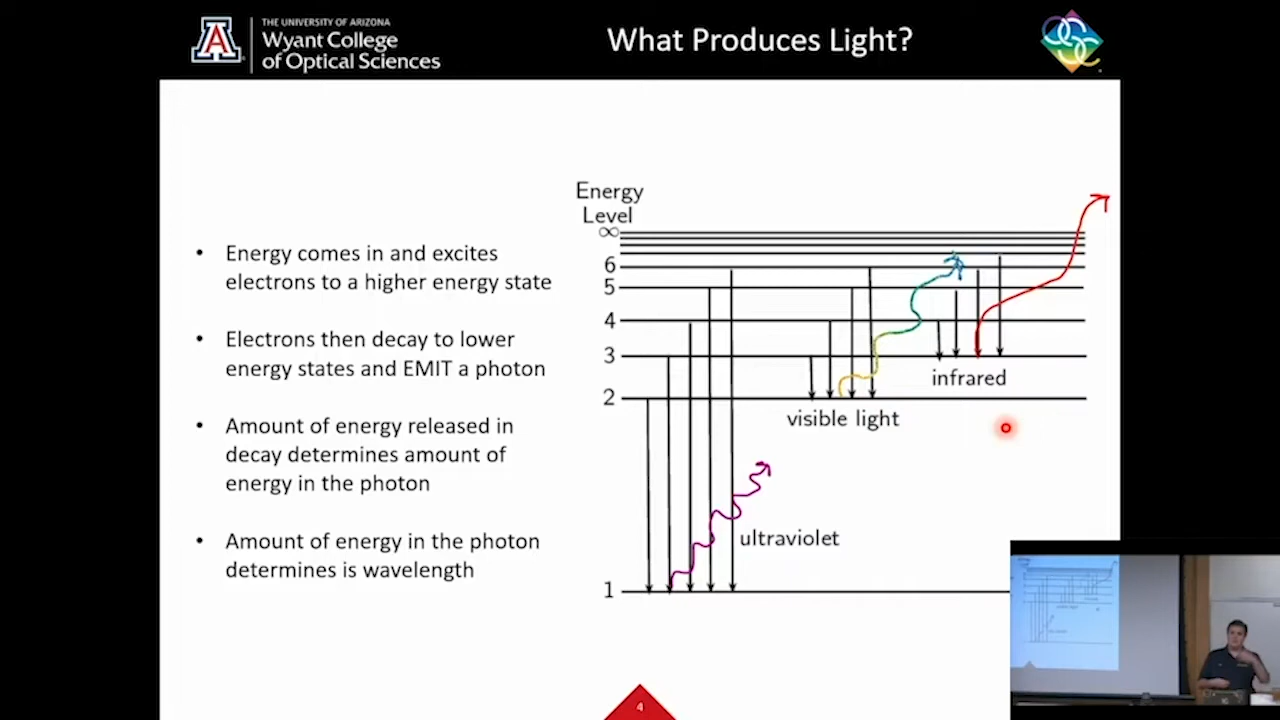 THE UNIVERSITY OF ARIZONA
Wyant College
of Optical Sciences
What Produces Light?
• Energy comes in and excites
electrons to a higher energy state
• Electrons then decay to lower
energy states and EMIT a photon
• Amount of energy released in
decay determines amount of
energy in the photon
• Amount of energy in the photon
determines is wavelength
Energy
Level
∞
6
5
4
3
2
1
infrared
visible light
ultraviolet
4